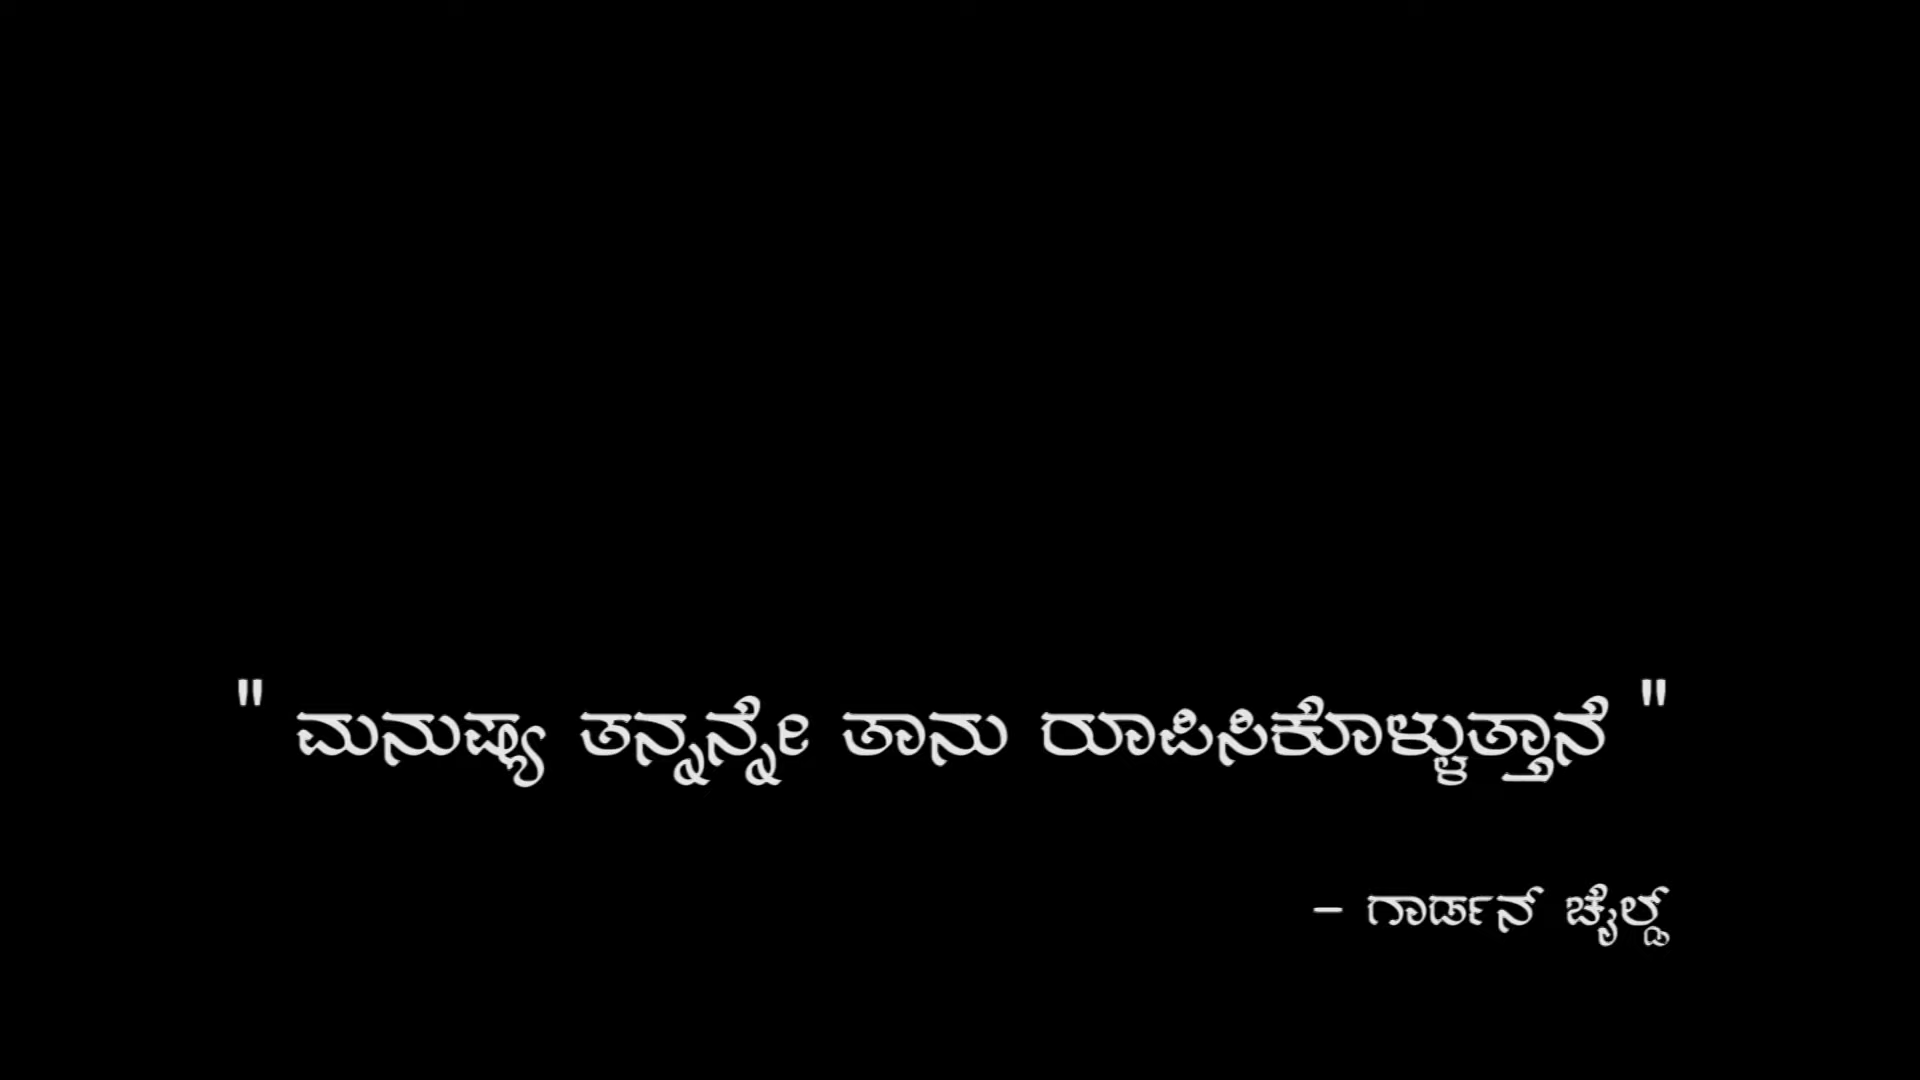 " ಮನುಷ್ಯ ತನ್ನನ್ನೇ ತಾನು ರೂಪಿಸಿಕೊಳ್ಳುತ್ತಾನೆ "
– ಗಾರ್ಡನ್ ಚೈಲ್ಡ್